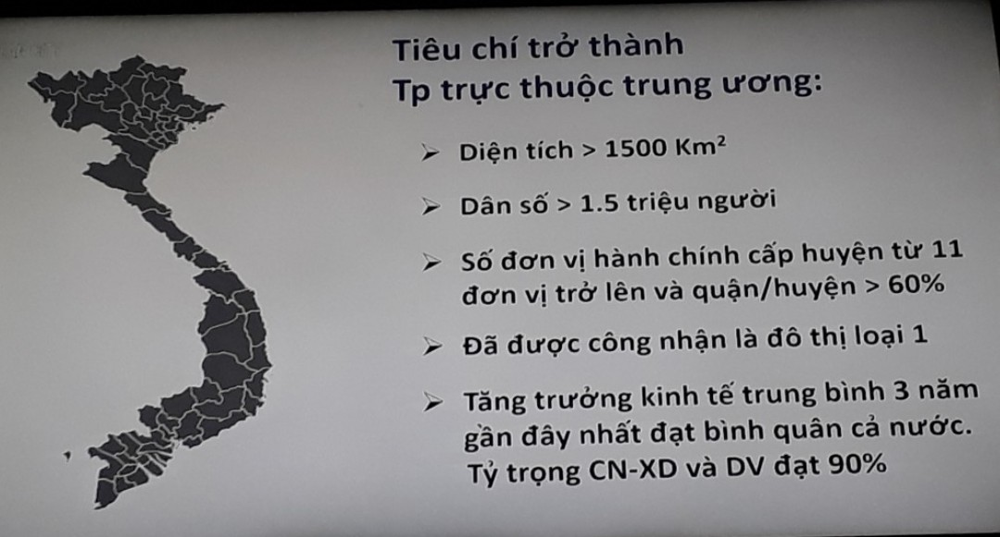 Tiêu chí trở thành
Tp trực thuộc trung ương:
➢ Diện tích > 1500 Km²
➢ Dân số > 1.5 triệu người
➢ Số đơn vị hành chính cấp huyện từ 11
đơn vị trở lên và quận/huyện > 60%
➢ Đã được công nhận là đô thị loại 1
➢ Tăng trưởng kinh tế trung bình 3 năm
gần đây nhất đạt bình quân cả nước.
Tỷ trọng CN-XD và DV đạt 90%